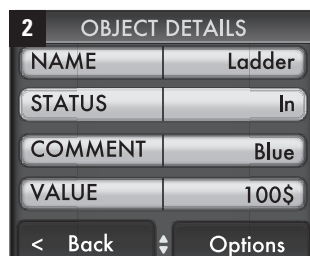 2 OBJECT DETAILS
NAME Ladder
STATUS In
COMMENT Blue
VALUE 100$
< Back Options